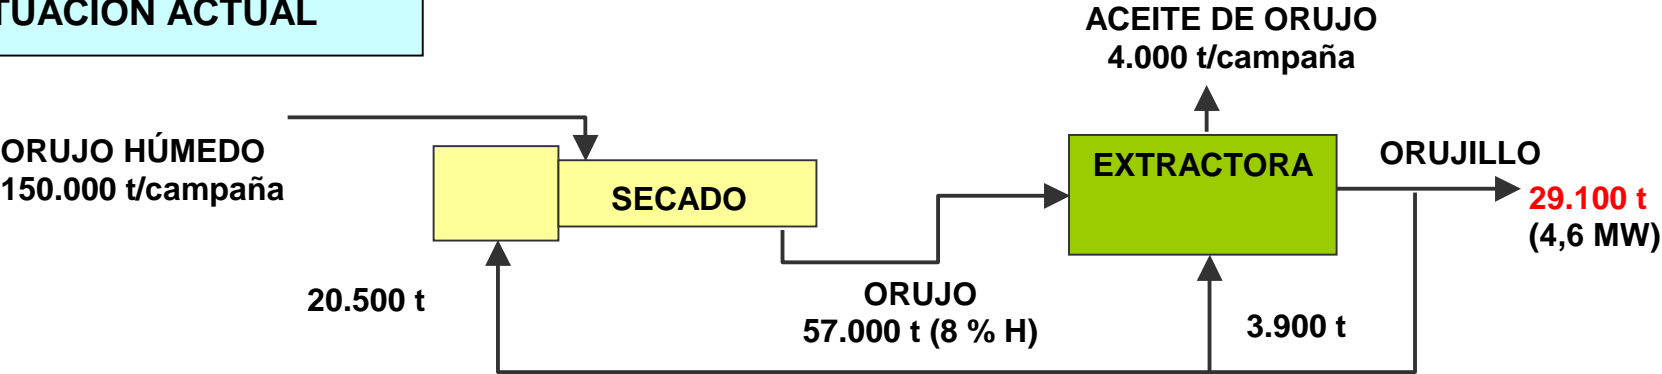 TUACIÓN ACTUAL
ACEITE DE ORUJO
4.000 t/campaña
ORUJO HÚMEDO
150.000 t/campaña
SECADO
EXTRACTORA
ORUJILLO
29.100 t
(4,6 MW)
20.500 t
ORUJO
57.000 t (8 % H)
3.900 t